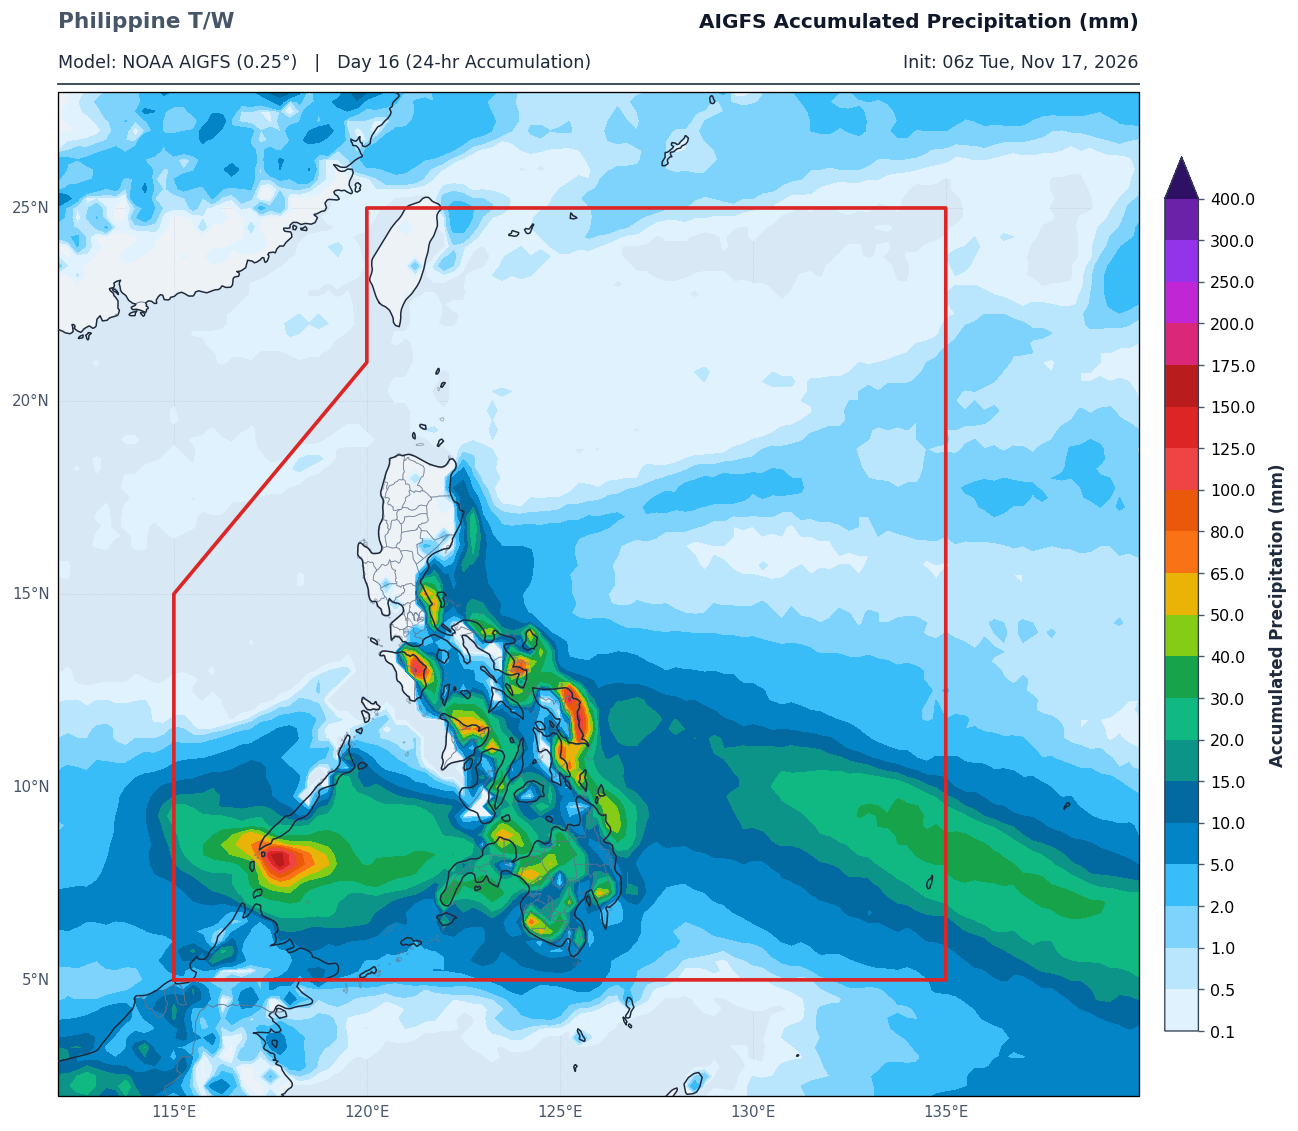 Philippine T/W
AIGFS Accumulated Precipitation (mm)
Model: NOAA AIGFS (0.25°) | Day 16 (24-hr Accumulation)
Init: 06z Tue, Nov 17, 2026
25°N
20°N
15°N
10°N
5°N
115°E
120°E
125°E
130°E
135°E
400.0
300.0
250.0
200.0
175.0
150.0
125.0
100.0
80.0
65.0
50.0
40.0
30.0
20.0
15.0
10.0
5.0
2.0
1.0
0.5
0.1
Accumulated Precipitation (mm)